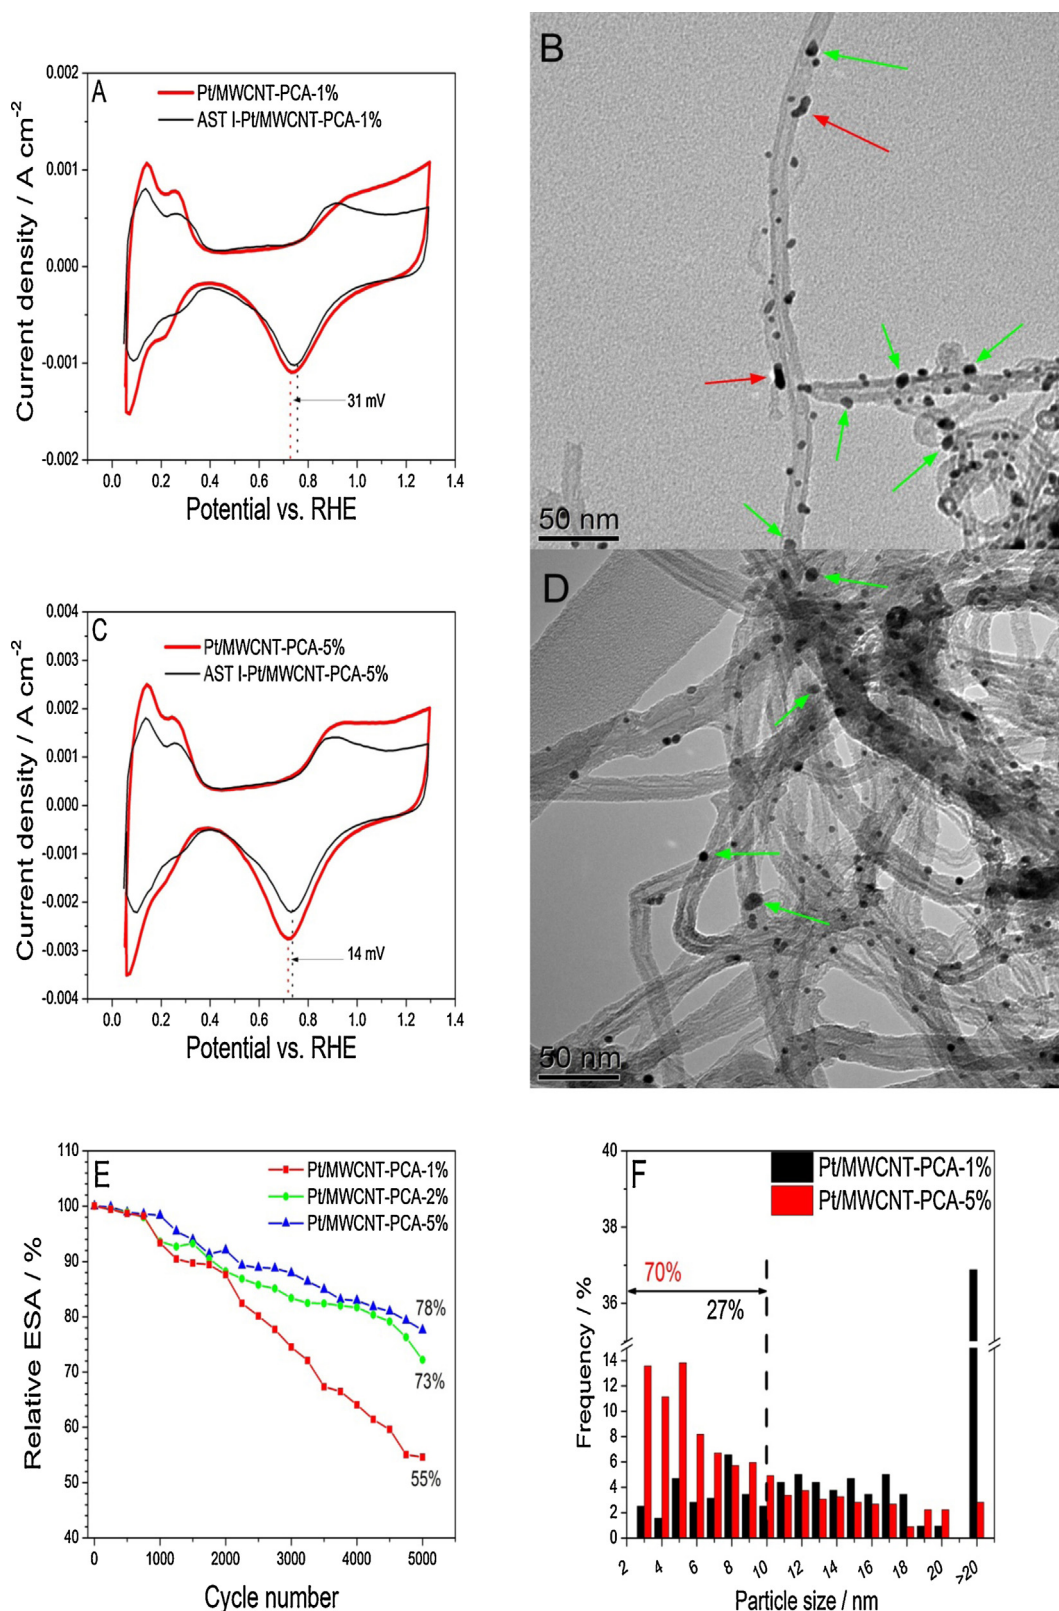 A
Pt/MWCNT-PCA-1%
AST I-Pt/MWCNT-PCA-1%
Current density / A cm-2
0.002
0.001
0.000
-0.001
-0.002
31 mV
0.0 0.2 0.4 0.6 0.8 1.0 1.2 1.4
Potential vs. RHE
B
50 nm
C
Pt/MWCNT-PCA-5%
AST I-Pt/MWCNT-PCA-5%
Current density / A cm-2
0.004
0.003
0.002
0.001
0.000
-0.001
-0.002
-0.003
-0.004
14 mV
0.0 0.2 0.4 0.6 0.8 1.0 1.2 1.4
Potential vs. RHE
D
50 nm
E
Pt/MWCNT-PCA-1%
Pt/MWCNT-PCA-2%
Pt/MWCNT-PCA-5%
Relative ESA / %
110
100
90
80
70
60
50
40
78%
73%
55%
0 1000 2000 3000 4000 5000
Cycle number
F
Pt/MWCNT-PCA-1%
Pt/MWCNT-PCA-5%
Frequency / %
40
38
36
14
12
10
8
6
4
2
0
70%
27%
2 4 6 8 10 12 14 16 18 20 >20
Particle size / nm